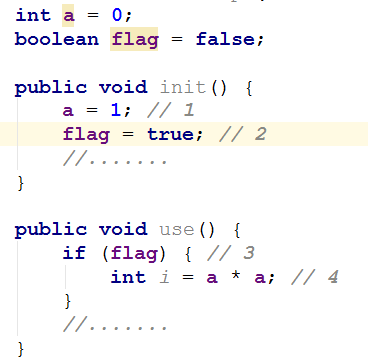 int a = 0;
boolean flag = false;
public void init() {
a = 1; // 1
flag = true; // 2
//.......
}
public void use() {
if (flag) { // 3
int i = a * a; // 4
}
//.......
}